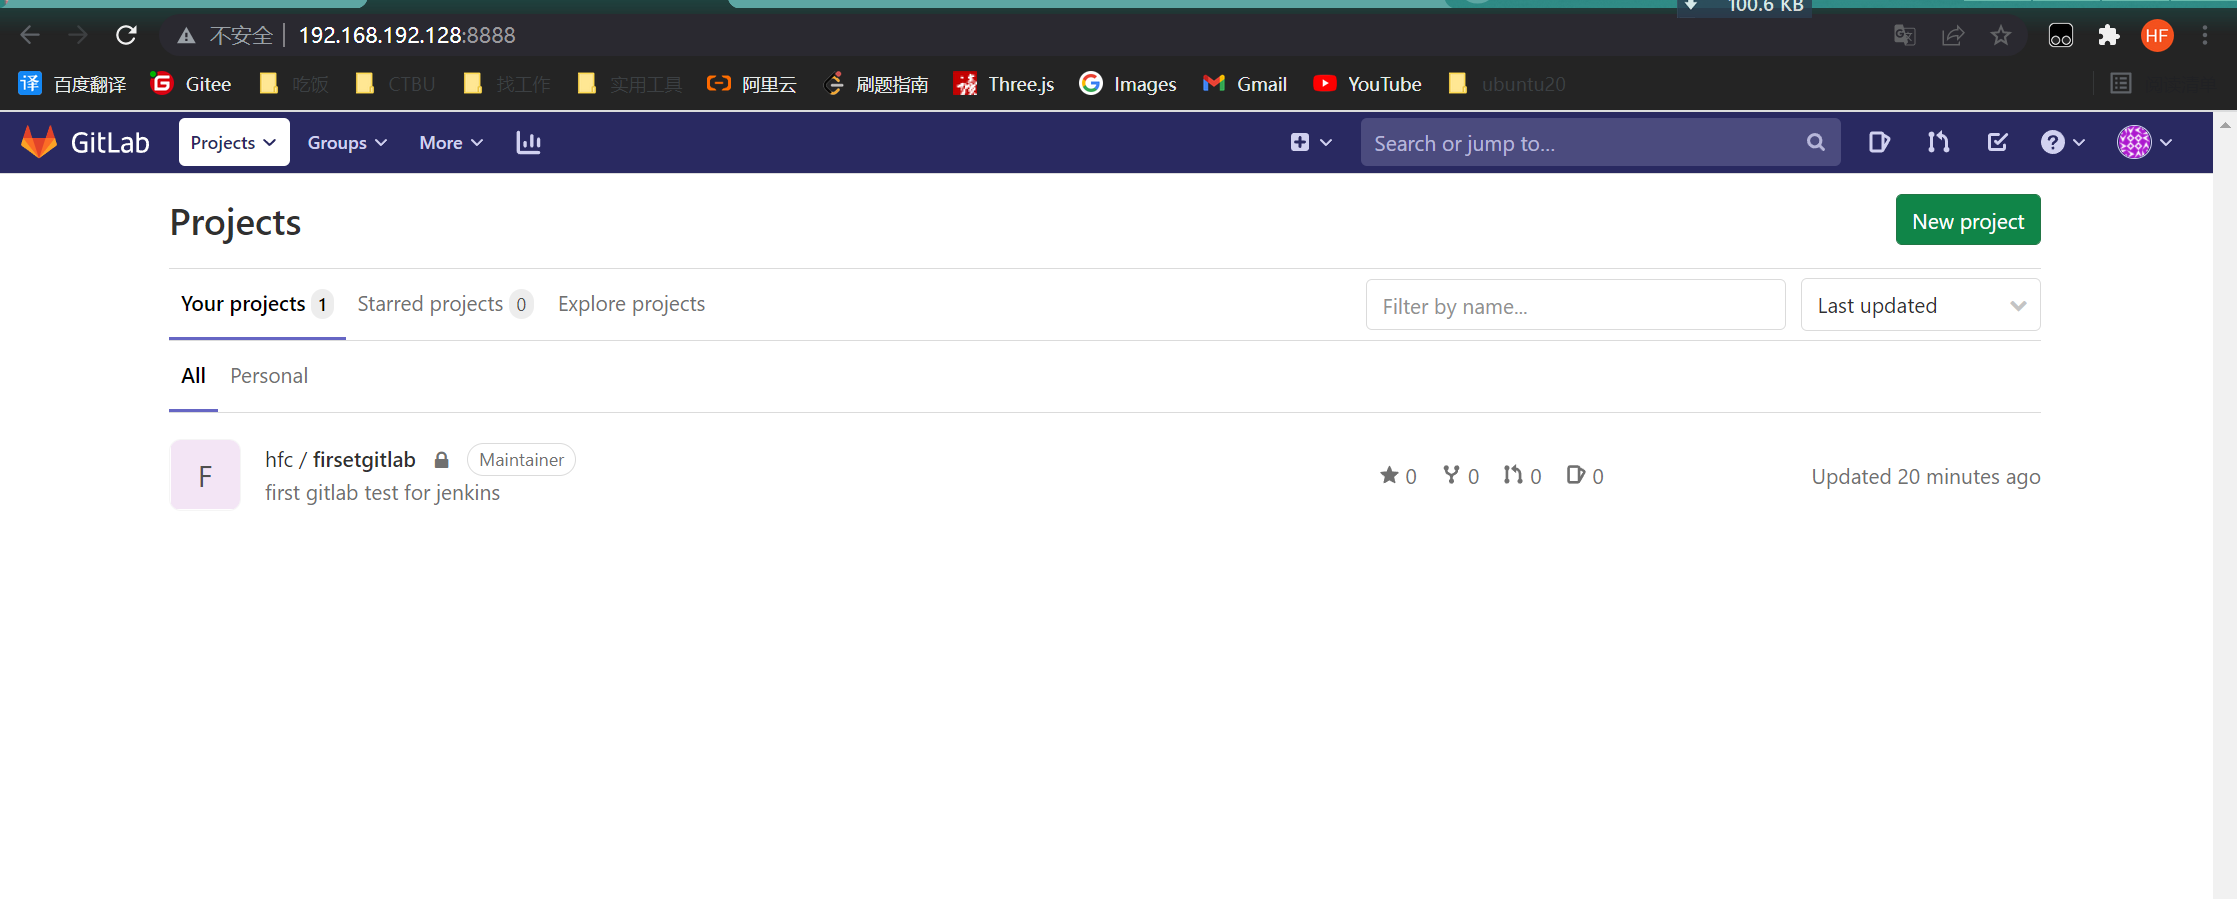 100.6 KB
不安全 192.168.192.128:8888 HF
译 百度翻译 Gitee 吃饭 CTBU 找工作 实用工具 阿里云 刷题指南 Three.js Images Gmail YouTube ubuntu20
GitLab Projects Groups More Search or jump to...
Projects New project
Your projects 1 Starred projects 0 Explore projects Filter by name... Last updated
All Personal
F hfc / firsetgitlab Maintainer
0 0 0 0 Updated 20 minutes ago
first gitlab test for jenkins